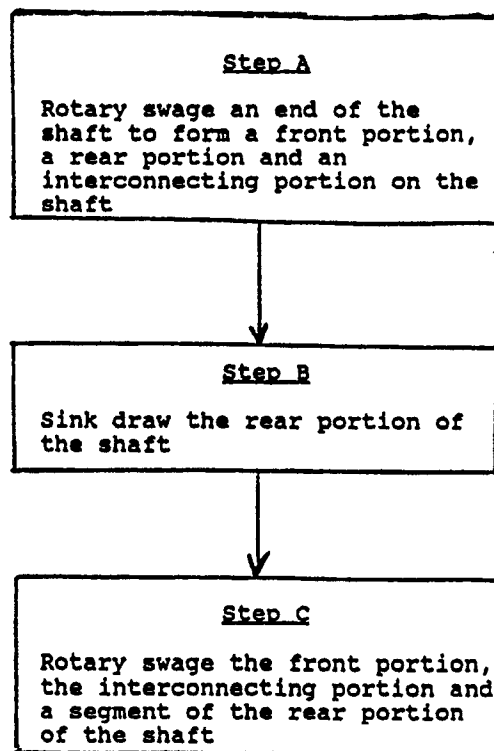 Step A
Rotary swage an end of the
shaft to form a front portion,
a rear portion and an
interconnecting portion on the
shaft
Step B
Sink draw the rear portion of
the shaft
Step C
Rotary swage the front portion,
the interconnecting portion and
a segment of the rear portion
of the shaft